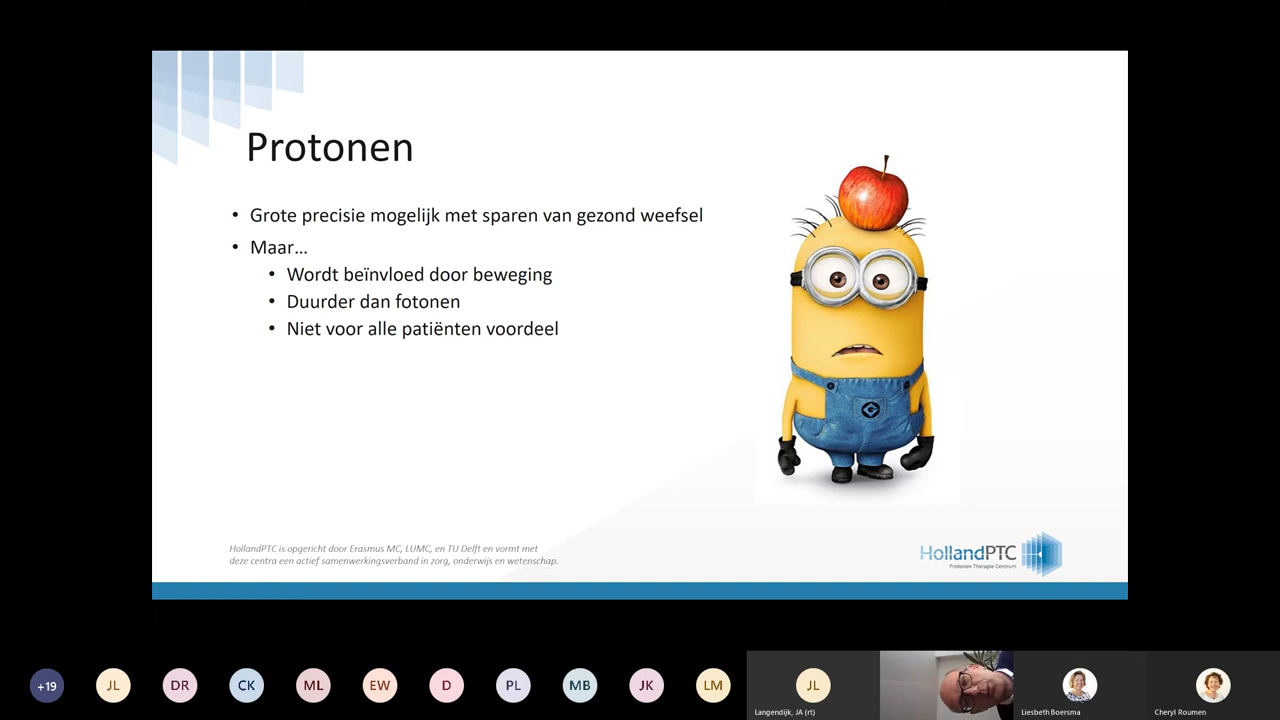 Protonen
• Grote precisie mogelijk met sparen van gezond weefsel
• Maar...
• Wordt beïnvloed door beweging
• Duurder dan fotonen
• Niet voor alle patiënten voordeel
HollandPTC is opgericht door Erasmus MC, LUMC, en TU Delft en vormt met
deze centra een actief samenwerkingsverband in zorg, onderwijs en wetenschap.
HollandPTC
Protonen Therapie Centrum
+19
JL
DR
CK
ML
EW
D
PL
MB
JK
LM
JL
Langendijk, JA (rt)
Liesbeth Boersma
Cheryl Roumen